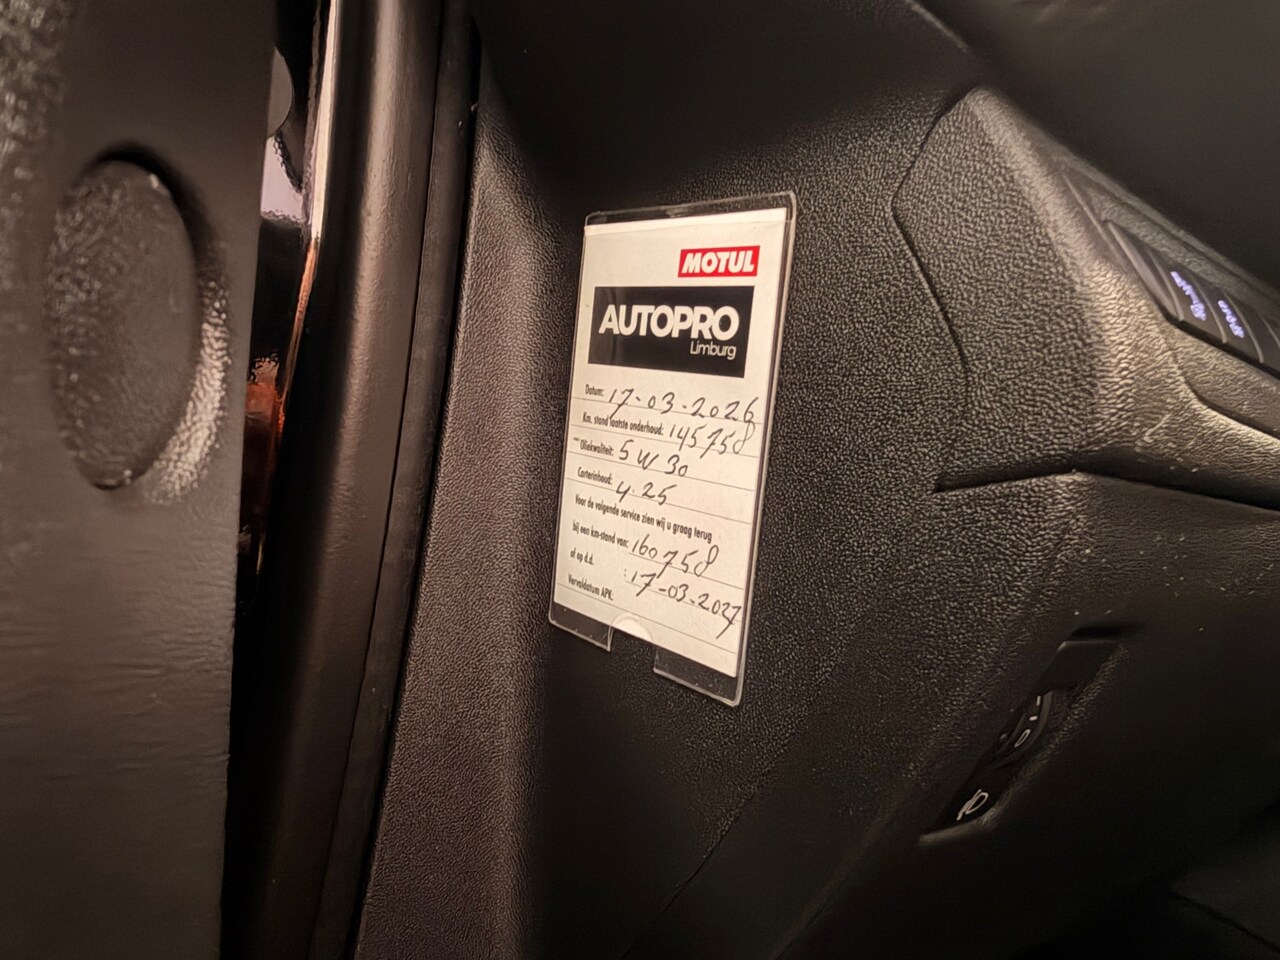 MOTUL
AUTOPRO
Limburg
Datum: 17-03-2026
Km. stand laatste onderhoud: 145758
Oliekwaliteit: 5W30
Carterinhoud: 4.25
Voor de volgende service zien wij u graag terug
bij een km-stand van: 160758
of op d.d. : 17-03-2027
Vervaldatum APK: